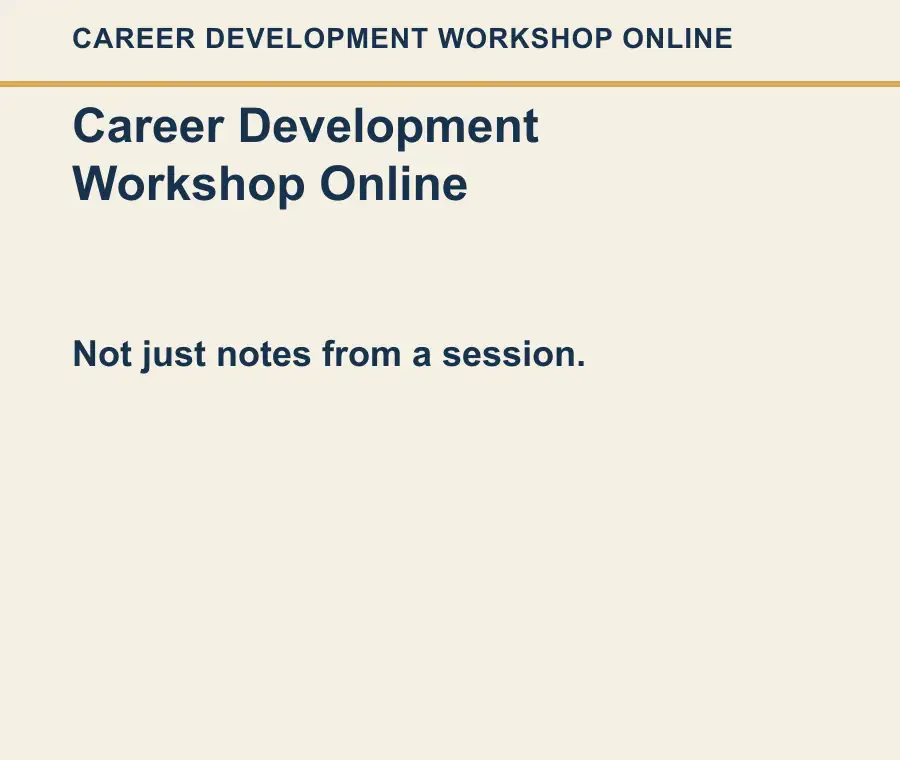 CAREER DEVELOPMENT WORKSHOP ONLINE
Career Development
Workshop Online
Not just notes from a session.